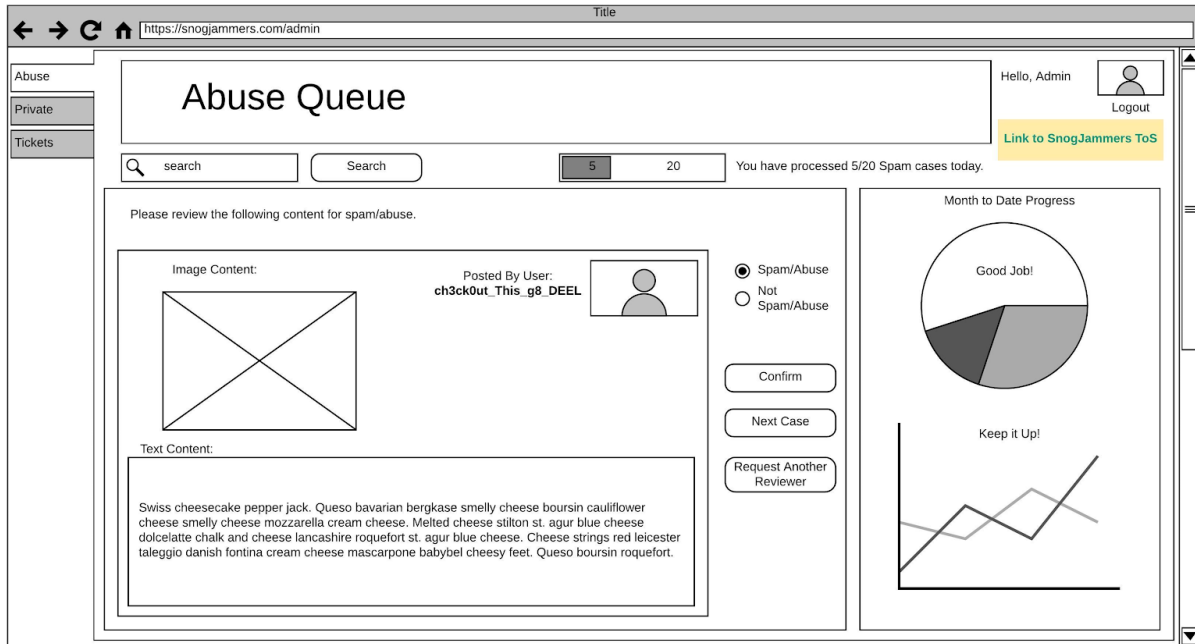 Title
https://snogjammers.com/admin
Abuse
Private
Tickets
Abuse Queue
Hello, Admin
Logout
Link to SnogJammers ToS
search
Search
5
20
You have processed 5/20 Spam cases today.
Please review the following content for spam/abuse.
Image Content:
Posted By User:
ch3ck0ut_This_g8_DEEL
Spam/Abuse
Not
Spam/Abuse
Confirm
Next Case
Request Another
Reviewer
Text Content:
Swiss cheesecake pepper jack. Queso bavarian bergkase smelly cheese boursin cauliflower
cheese smelly cheese mozzarella cream cheese. Melted cheese stilton st. agur blue cheese
dolcelatte chalk and cheese lancashire roquefort st. agur blue cheese. Cheese strings red leicester
taleggio danish fontina cream cheese mascarpone babybel cheesy feet. Queso boursin roquefort.
Month to Date Progress
Good Job!
Keep it Up!